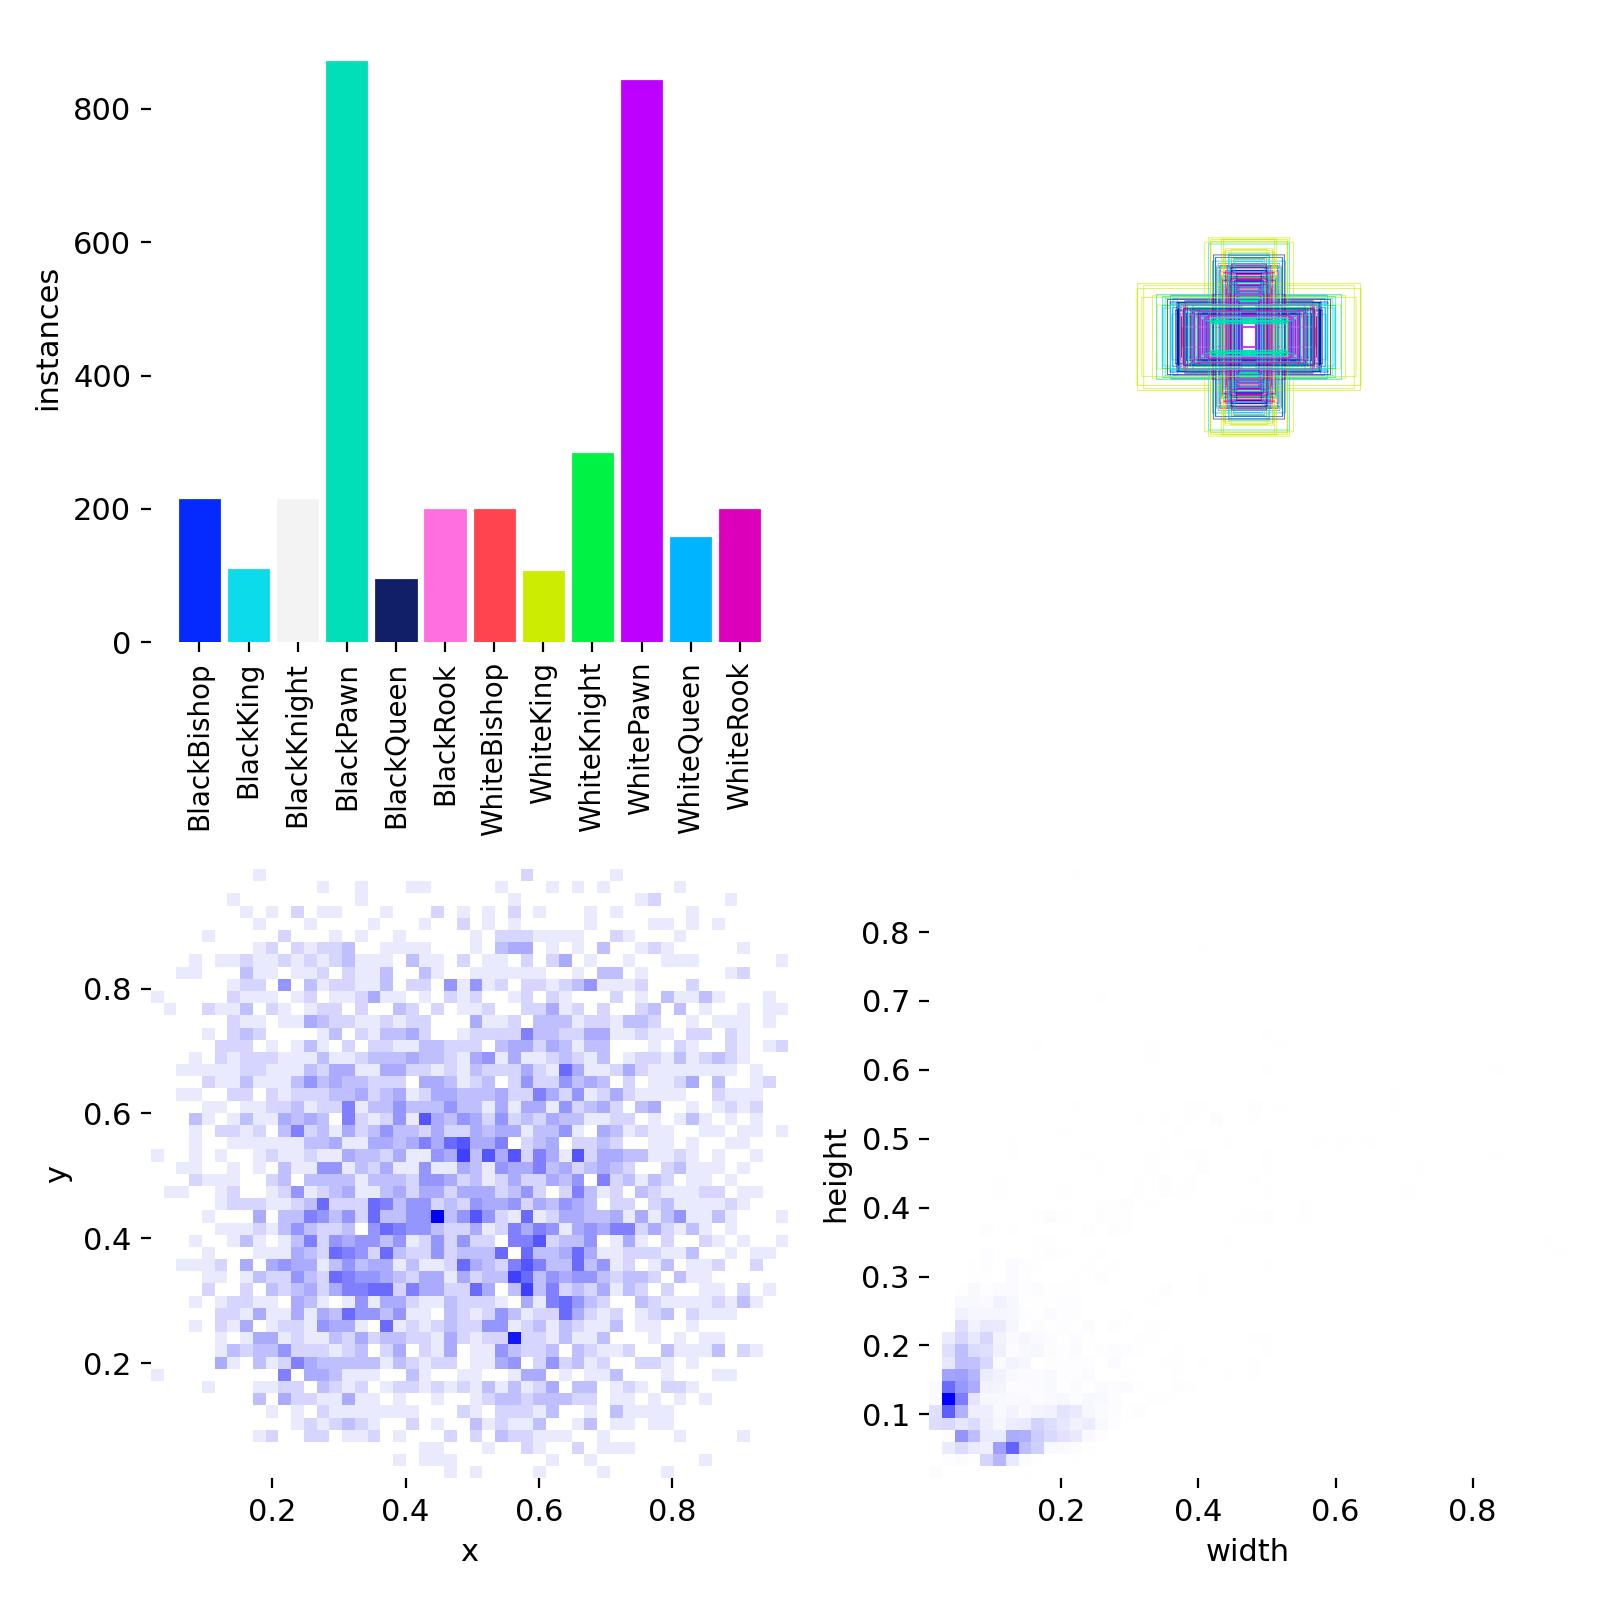 instances
800
600
400
200
0
BlackBishop
BlackKing
BlackKnight
BlackPawn
BlackQueen
BlackRook
WhiteBishop
WhiteKing
WhiteKnight
WhitePawn
WhiteQueen
WhiteRook
y
0.8
0.6
0.4
0.2
0.2 0.4 0.6 0.8
x
height
0.8
0.7
0.6
0.5
0.4
0.3
0.2
0.1
0.2 0.4 0.6 0.8
width